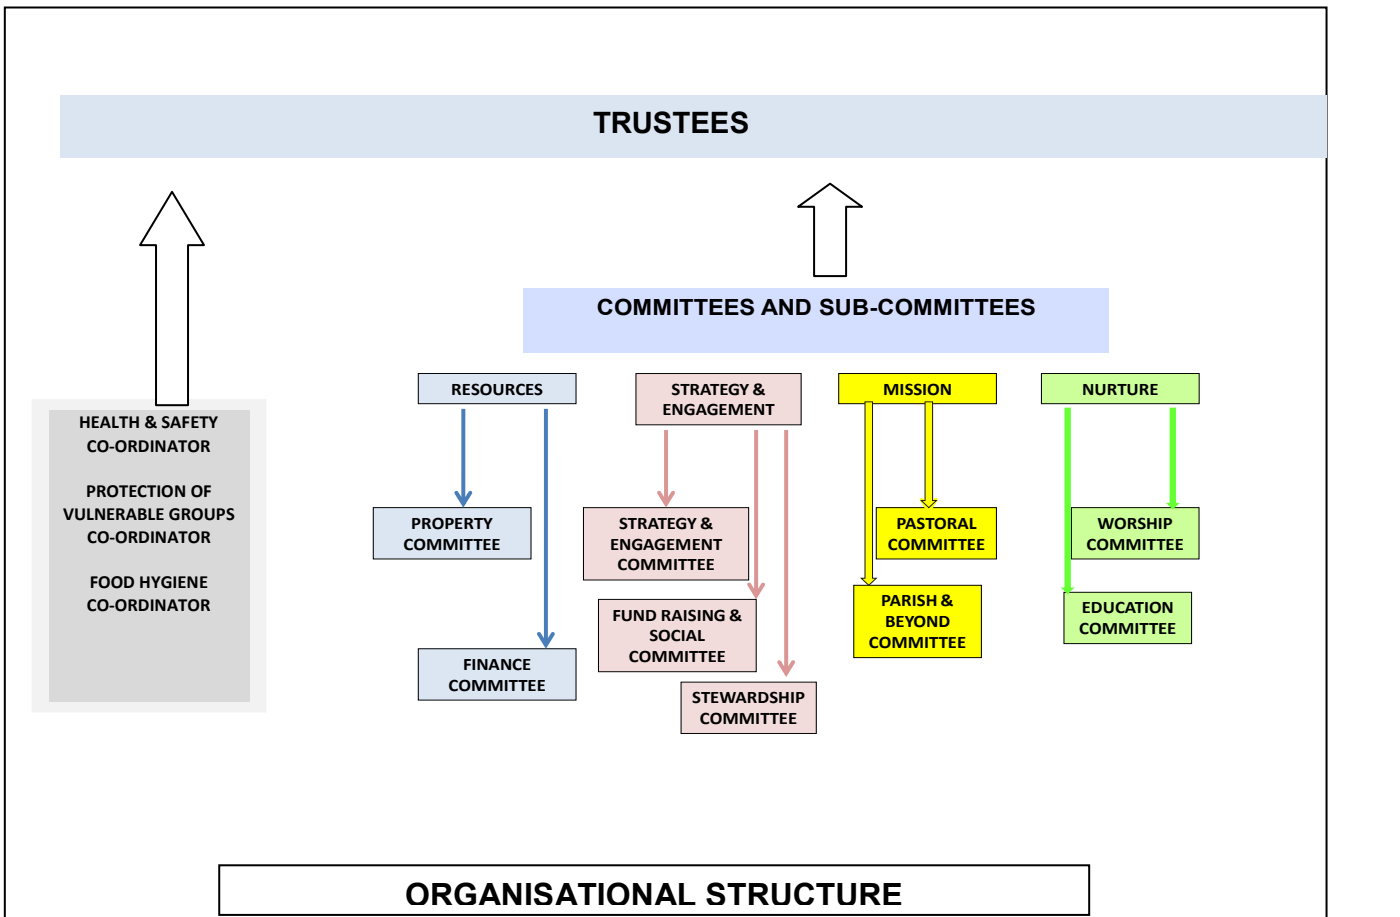 TRUSTEES
COMMITTEES AND SUB-COMMITTEES
HEALTH & SAFETY
CO-ORDINATOR
PROTECTION OF
VULNERABLE GROUPS
CO-ORDINATOR
FOOD HYGIENE
CO-ORDINATOR
RESOURCES
PROPERTY
COMMITTEE
FINANCE
COMMITTEE
STRATEGY &
ENGAGEMENT
STRATEGY &
ENGAGEMENT
COMMITTEE
FUND RAISING &
SOCIAL
COMMITTEE
STEWARDSHIP
COMMITTEE
MISSION
PASTORAL
COMMITTEE
PARISH &
BEYOND
COMMITTEE
NURTURE
WORSHIP
COMMITTEE
EDUCATION
COMMITTEE
ORGANISATIONAL STRUCTURE